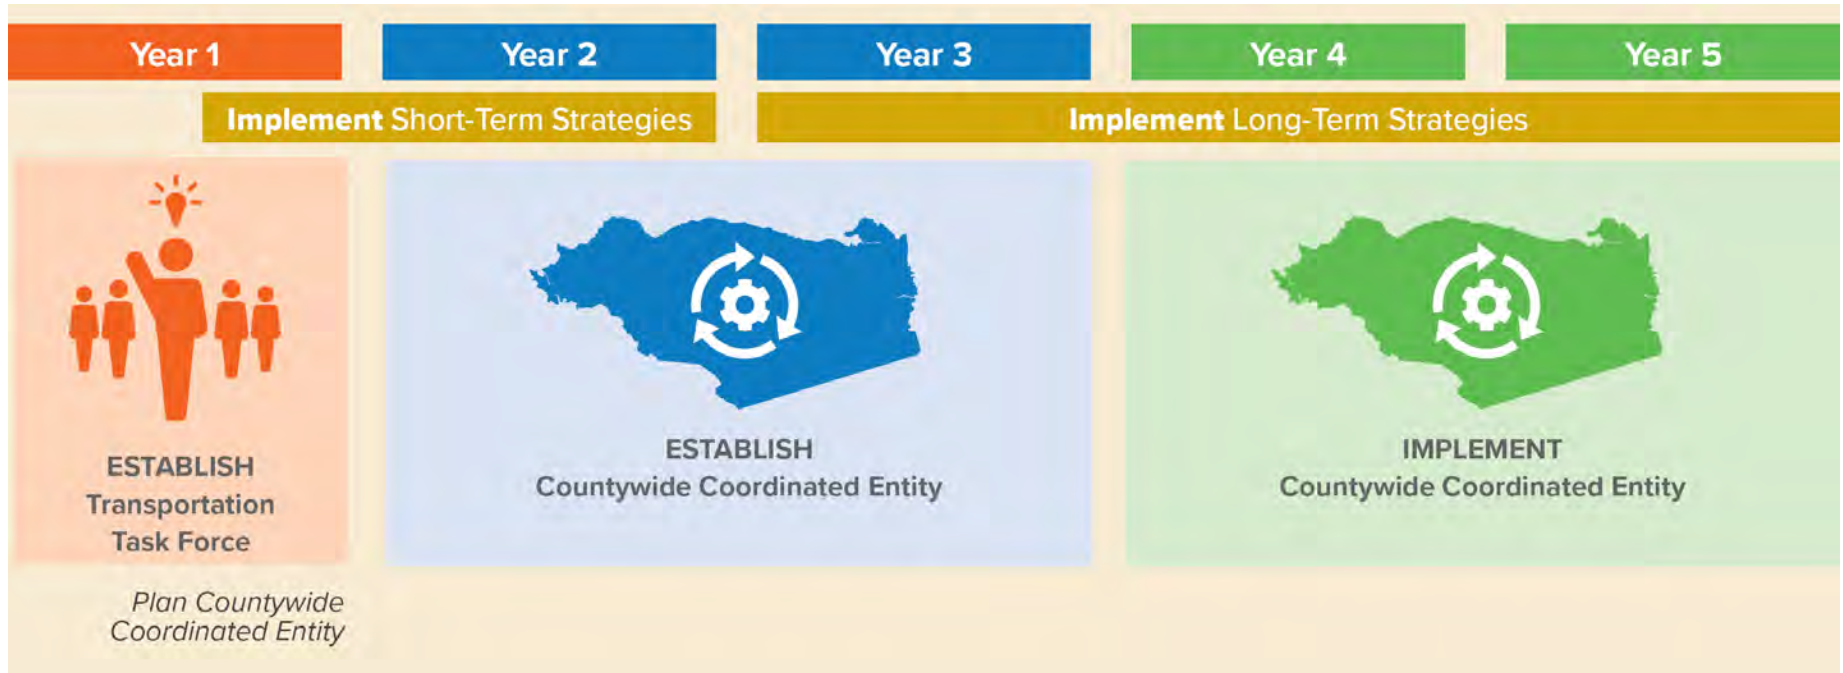 Year 1
Year 2
Year 3
Year 4
Year 5
Implement Short-Term Strategies
Implement Long-Term Strategies
ESTABLISH
Transportation
Task Force
ESTABLISH
Countywide Coordinated Entity
IMPLEMENT
Countywide Coordinated Entity
Plan Countywide
Coordinated Entity